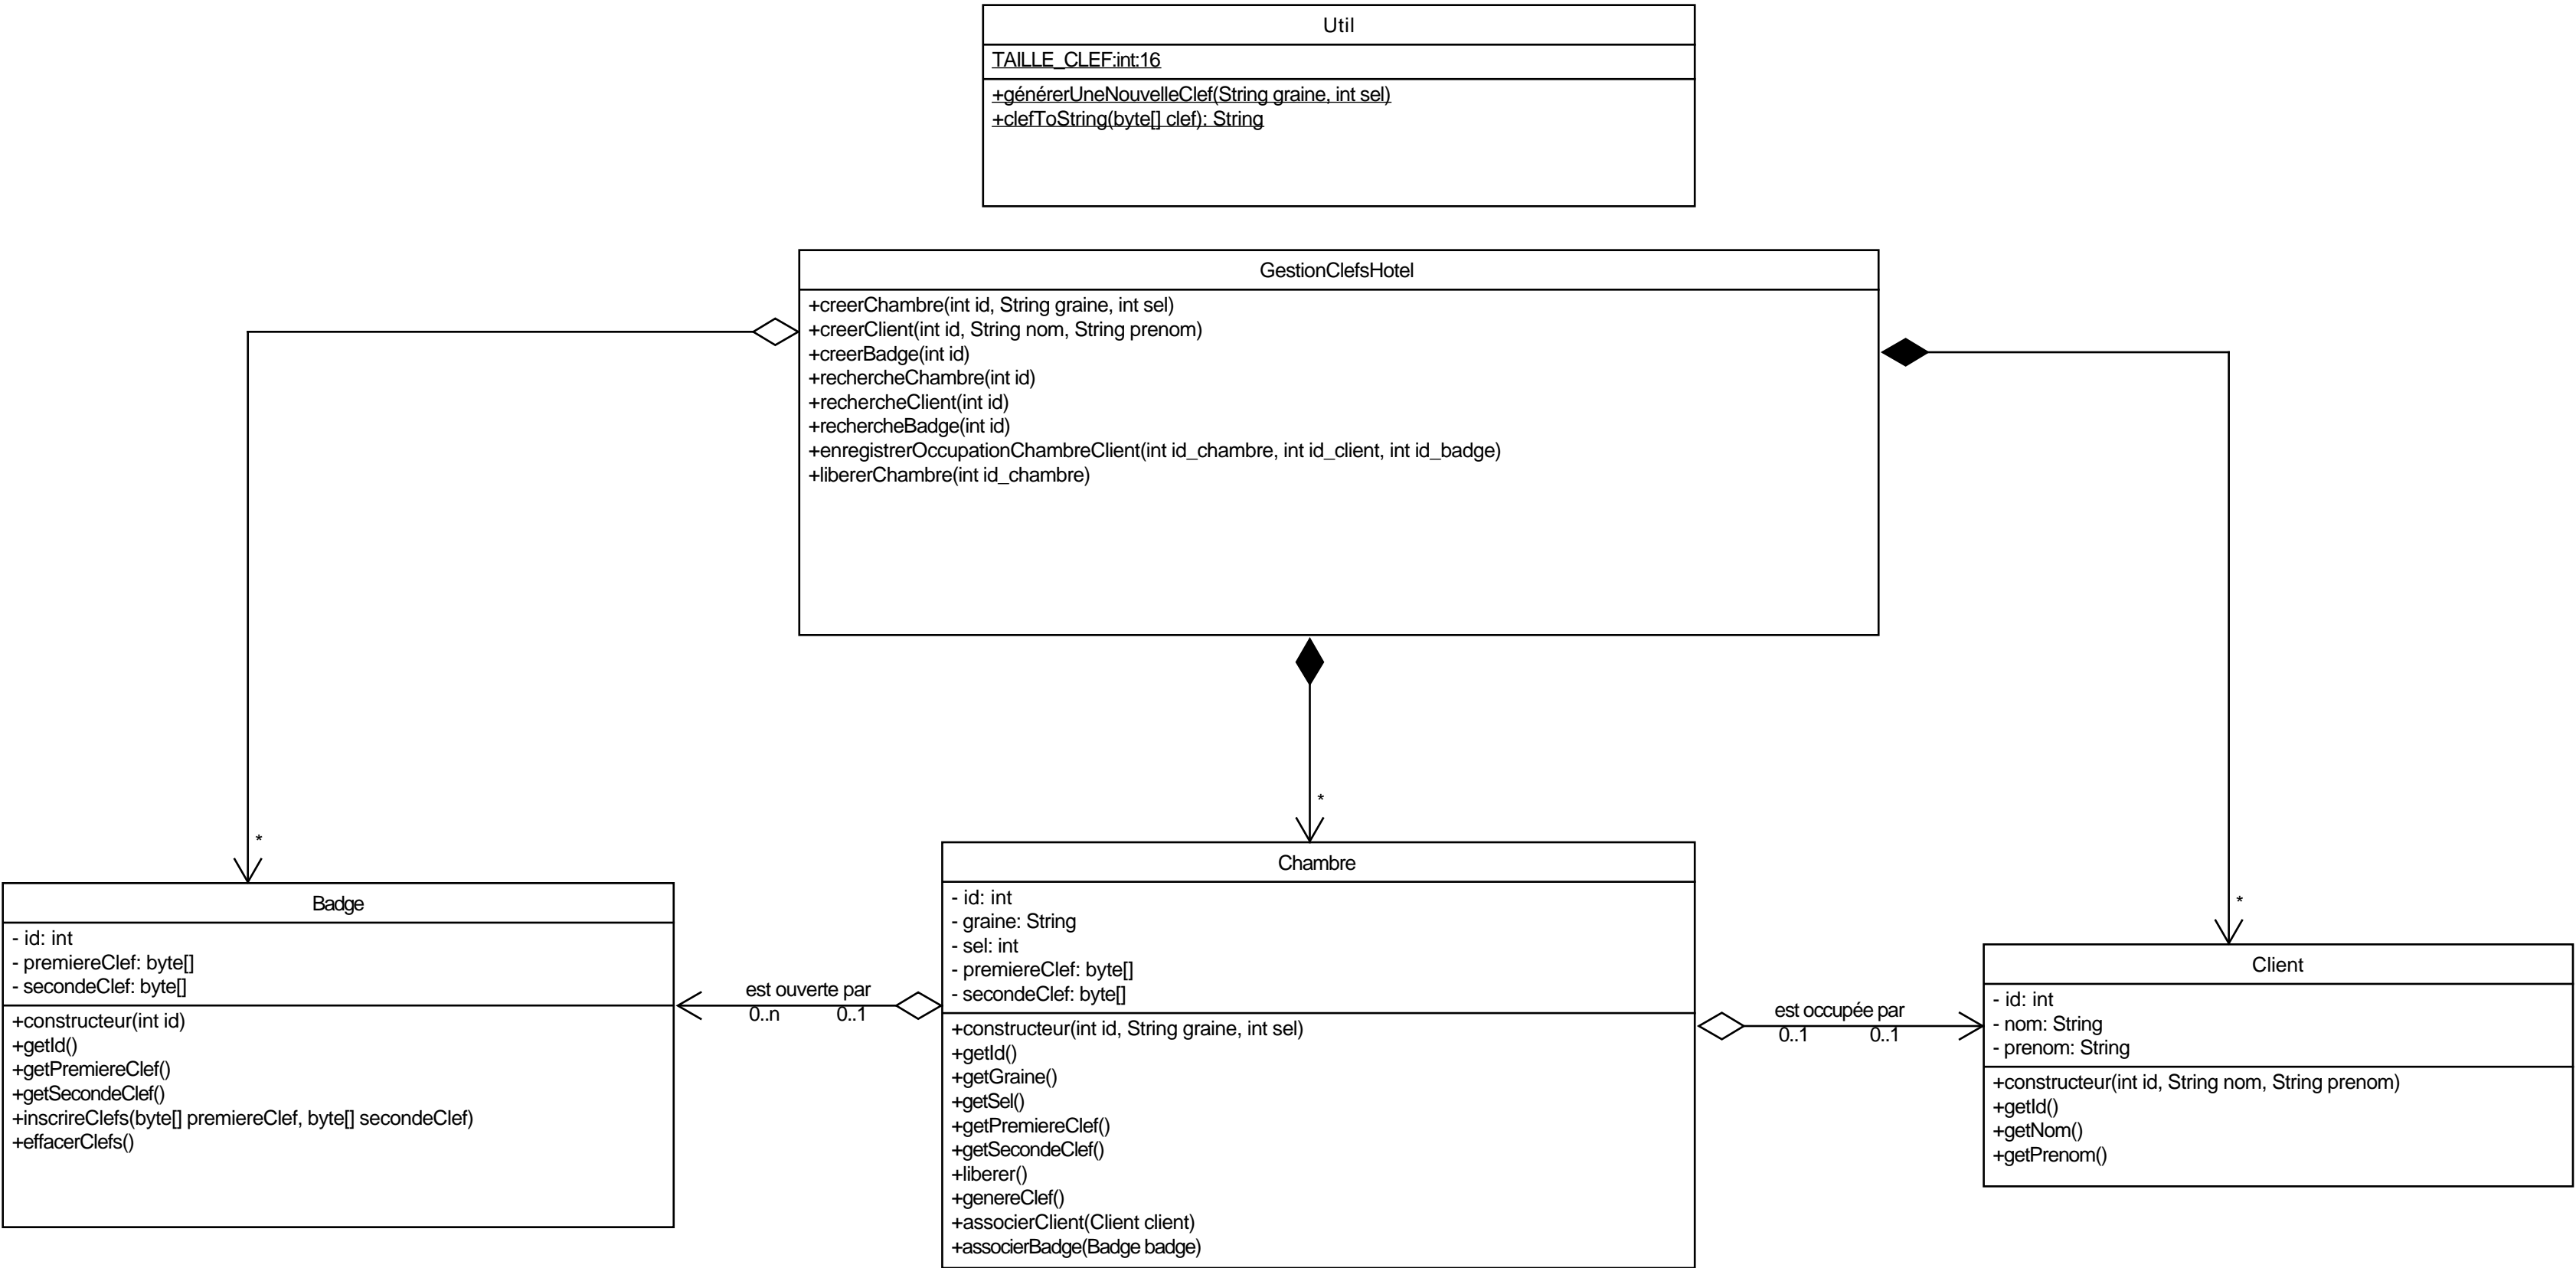 Util
TAILLE_CLEF:int:16
+générerUneNouvelleClef(String graine, int sel)
+clefToString(byte[] clef): String
GestionClefsHotel
+creerChambre(int id, String graine, int sel)
+creerClient(int id, String nom, String prenom)
+creerBadge(int id)
+rechercheChambre(int id)
+rechercheClient(int id)
+rechercheBadge(int id)
+enregistrerOccupationChambreClient(int id_chambre, int id_client, int id_badge)
+libererChambre(int id_chambre)
*
*
*
Badge
- id: int
- premiereClef: byte[]
- secondeClef: byte[]
+constructeur(int id)
+getId()
+getPremiereClef()
+getSecondeClef()
+inscrireClefs(byte[] premiereClef, byte[] secondeClef)
+effacerClefs()
est ouverte par
0..n 0..1
Chambre
- id: int
- graine: String
- sel: int
- premiereClef: byte[]
- secondeClef: byte[]
+constructeur(int id, String graine, int sel)
+getId()
+getGraine()
+getSel()
+getPremiereClef()
+getSecondeClef()
+liberer()
+genereClef()
+associerClient(Client client)
+associerBadge(Badge badge)
est occupée par
0..1 0..1
Client
- id: int
- nom: String
- prenom: String
+constructeur(int id, String nom, String prenom)
+getId()
+getNom()
+getPrenom()